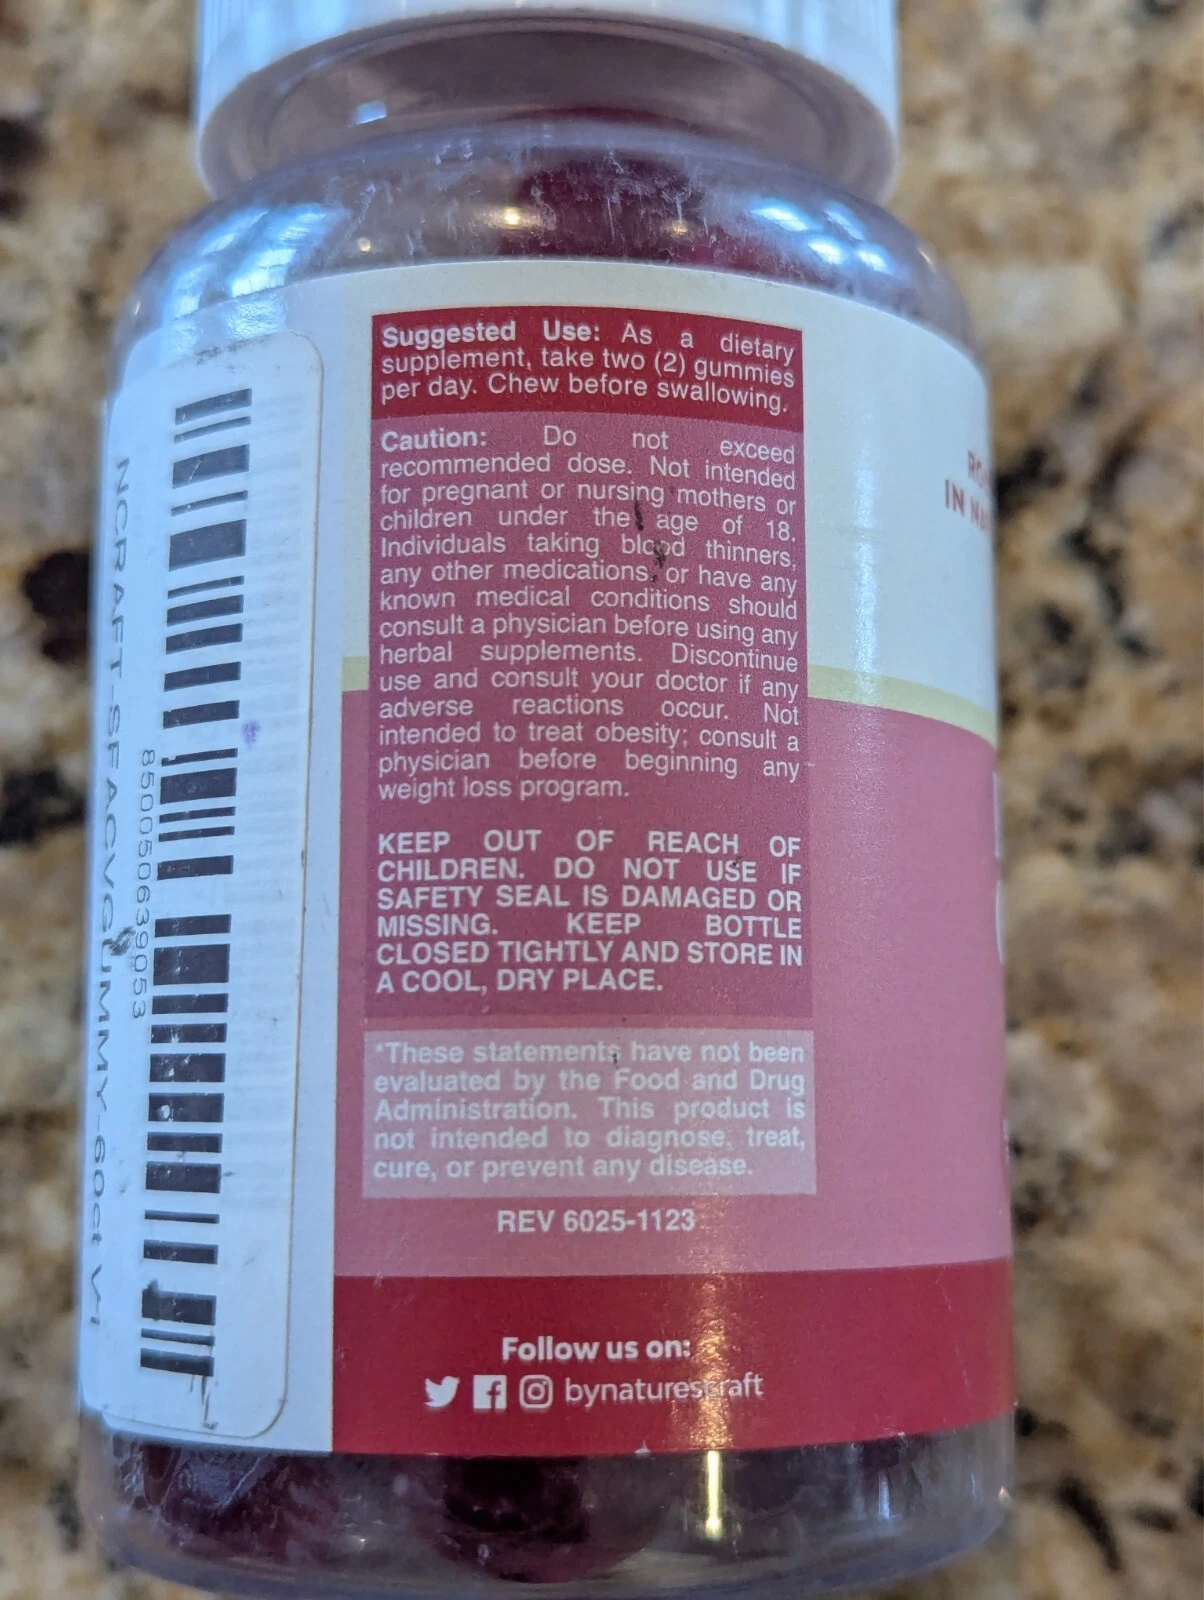 Suggested Use: As a dietary
supplement, take two (2) gummies
per day. Chew before swallowing.
Caution: Do not exceed
recommended dose. Not intended
for pregnant or nursing mothers or
children under the age of 18.
Individuals taking blood thinners,
any other medications, or have any
known medical conditions should
consult a physician before using any
herbal supplements. Discontinue
use and consult your doctor if any
adverse reactions occur. Not
intended to treat obesity; consult a
physician before beginning any
weight loss program.
KEEP OUT OF REACH OF
CHILDREN. DO NOT USE IF
SAFETY SEAL IS DAMAGED OR
MISSING. KEEP BOTTLE
CLOSED TIGHTLY AND STORE IN
A COOL, DRY PLACE.
*These statements have not been
evaluated by the Food and Drug
Administration. This product is
not intended to diagnose, treat,
cure, or prevent any disease.
REV 6025-1123
Follow us on:
bynaturescraft
850050639053
NCRAFT-SFACVGUMMY-60ct V1
IN